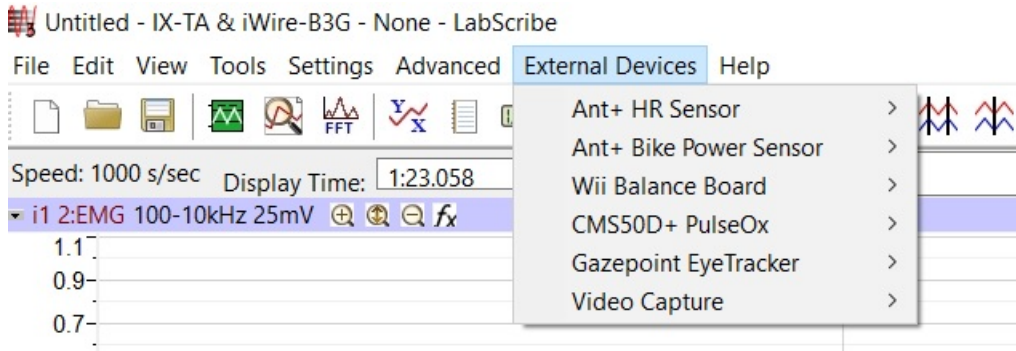 Untitled - IX-TA & iWire-B3G - None - LabScribe
File Edit View Tools Settings Advanced External Devices Help
FFT Y X
Ant+ HR Sensor
Ant+ Bike Power Sensor
Wii Balance Board
CMS50D+ PulseOx
Gazepoint EyeTracker
Video Capture
Speed: 1000 s/sec Display Time: 1:23.058
i1 2:EMG 100-10kHz 25mV fx
1.1
0.9
0.7